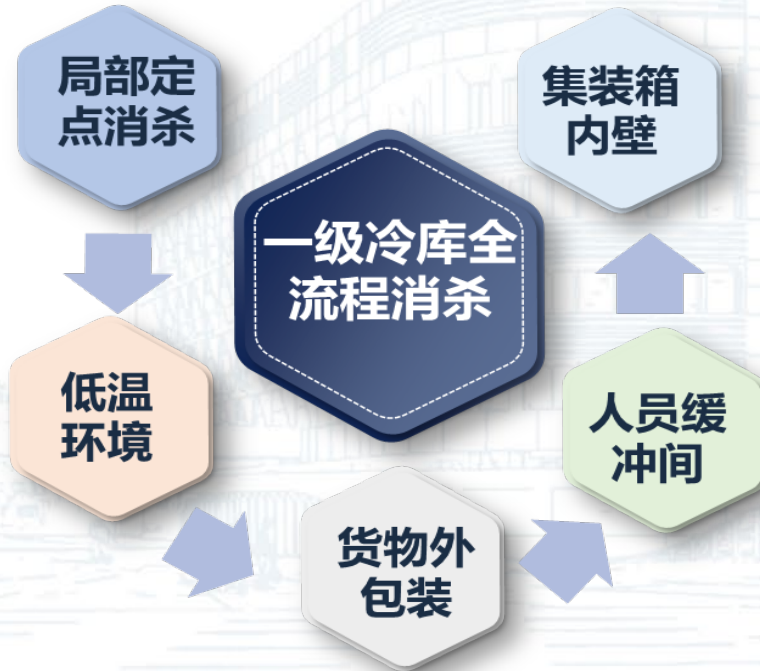 局部定
点消杀
集装箱
内壁
一级冷库全
流程消杀
低温
环境
人员缓
冲间
货物外
包装